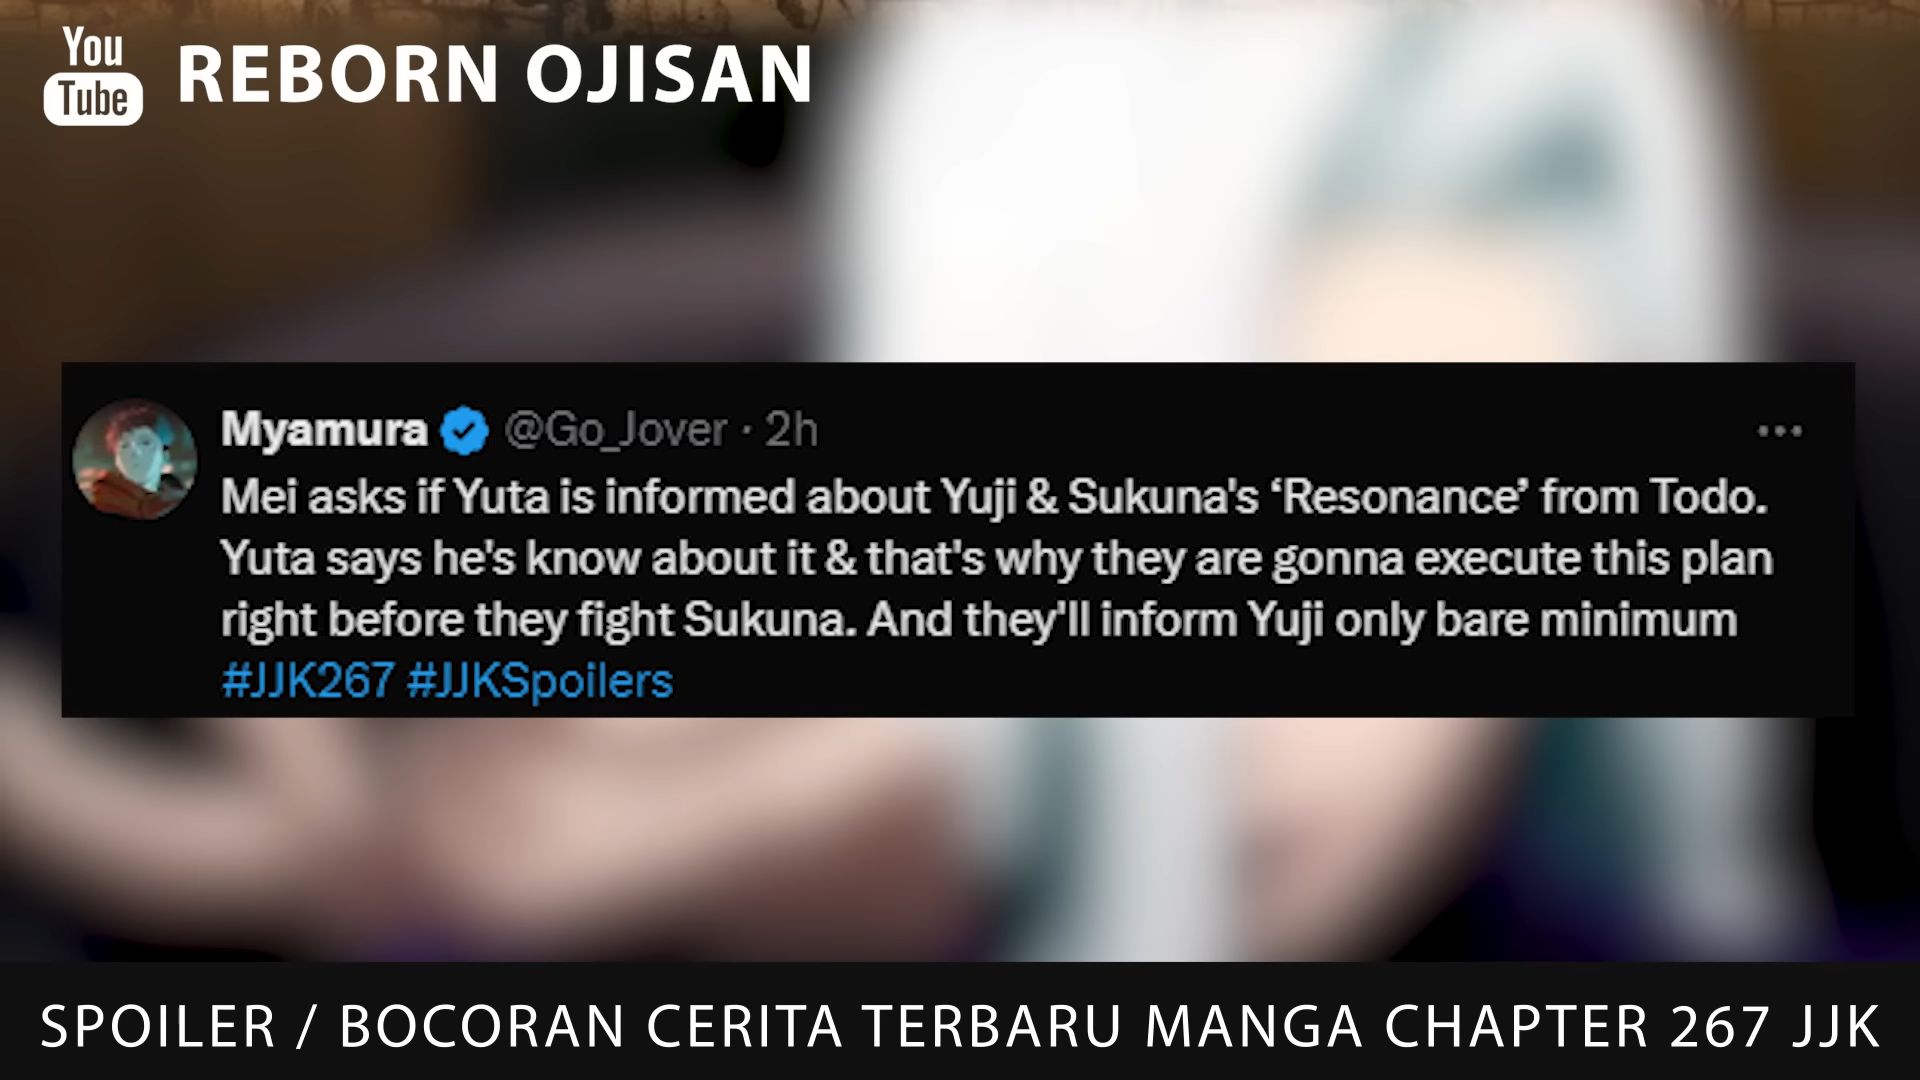 You
Tube
REBORN OJISAN
Myamura @Go_Jover · 2h
Mei asks if Yuta is informed about Yuji & Sukuna's ‘Resonance’ from Todo.
Yuta says he's know about it & that's why they are gonna execute this plan
right before they fight Sukuna. And they'll inform Yuji only bare minimum
#JJK267 #JJKSpoilers
SPOILER / BOCORAN CERITA TERBARU MANGA CHAPTER 267 JJK